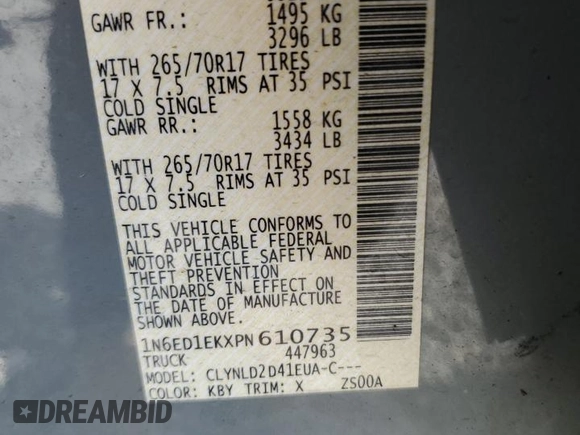 GAWR FR.: 1495 KG
3296 LB
WITH 265/70R17 TIRES
17 X 7.5 RIMS AT 35 PSI
COLD SINGLE
GAWR RR.: 1558 KG
3434 LB
WITH 265/70R17 TIRES
17 X 7.5 RIMS AT 35 PSI
COLD SINGLE
THIS VEHICLE CONFORMS TO
ALL APPLICABLE FEDERAL
MOTOR VEHICLE SAFETY AND
THEFT PREVENTION
STANDARDS IN EFFECT ON
THE DATE OF MANUFACTURE
SHOWN ABOVE.
1N6ED1EKXPN610735
TRUCK 447963
MODEL: CLYNLD2D41EUA-C---
COLOR: KBY TRIM: X ZS00A
DREAMBID